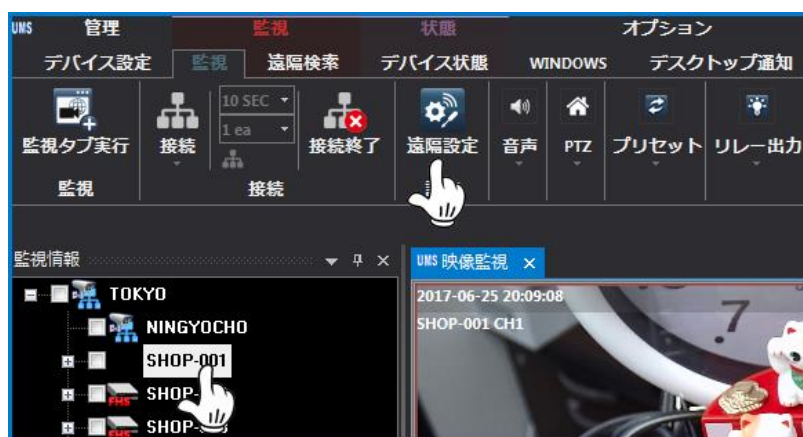 UMS 管理 監視 状態 オプション
デバイス設定 監視 遠隔検索 デバイス状態 WINDOWS デスクトップ通知
10 SEC
1 ea
監視タブ実行 接続 接続終了 遠隔設定 音声 PTZ プリセット リレー出力
監視 接続
監視情報 UMS 映像監視
TOKYO
2017-06-25 20:09:08
NINGYOCHO
SHOP-001 CH1
SHOP-001
FHS SHOP-
FHS SHOP-
7